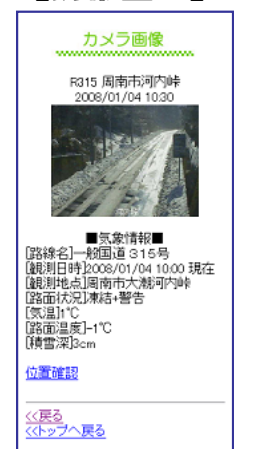 カメラ画像
R315 周南市河内峠
2008/01/04 10:30
■気象情報■
[路線名]一般国道３１５号
[観測日時]2008/01/04 10:00 現在
[観測地点]周南市大潮河内峠
[路面状況]凍結+警告
[気温]1℃
[路面温度]-1℃
[積雪深]3cm
位置確認
<<戻る
<<トップへ戻る